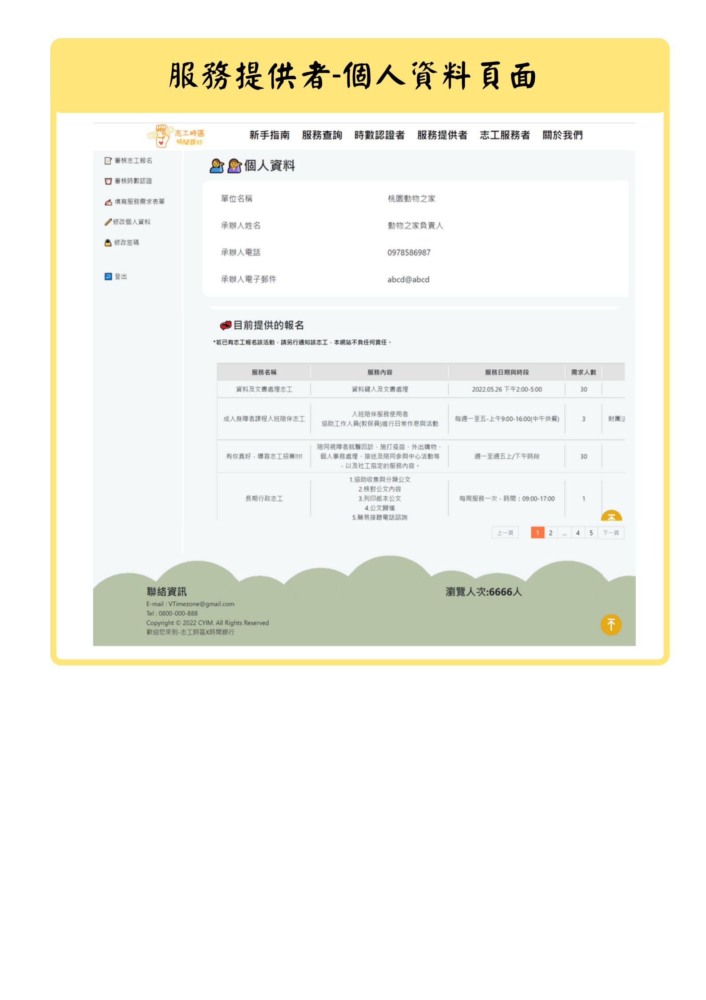 服務提供者-個人資料頁面
志工時區
時間銀行
新手指南 服務查詢 時數認證者 服務提供者 志工服務者 關於我們
審核志工報名
審核時數認證
填寫服務需求表單
修改個人資料
修改密碼
登出
個人資料
單位名稱 桃園動物之家
承辦人姓名 動物之家負責人
承辦人電話 0978586987
承辦人電子郵件 abcd@abcd
目前提供的報名
*若已有志工報名該活動，請另行通知該志工，本網站不負任何責任。
服務名稱 服務內容 服務日期與時段 需求人數
資料及文書處理志工 資料鍵入及文書處理 2022.05.26 下午2:00-5:00 30
成人身障者課程入班陪伴志工
入班陪伴服務使用者
協助工作人員(教保員)進行日常作息與活動
每週一至五-上午9:00-16:00(中午供餐) 3 財團法
有你真好，導盲志工招募!!!!
陪同視障者就醫回診、施打疫苗、外出購物、
個人事務處理、接送及陪同參與中心活動等
，以及社工指定的服務內容。
週一至週五上/下午時段 30
長期行政志工
1.協助收集與分類公文
2.核對公文內容
3.列印紙本公文
4.公文歸檔
5.簡易接聽電話諮詢
每周服務一次，時間：09:00-17:00 1
上一頁 1 2 ... 4 5 下一頁
聯絡資訊
E-mail : VTimezone@gmail.com
Tel : 0800-000-888
Copyright © 2022 CYIM. All Rights Reserved
歡迎您來到-志工時區X時間銀行
瀏覽人次:6666人